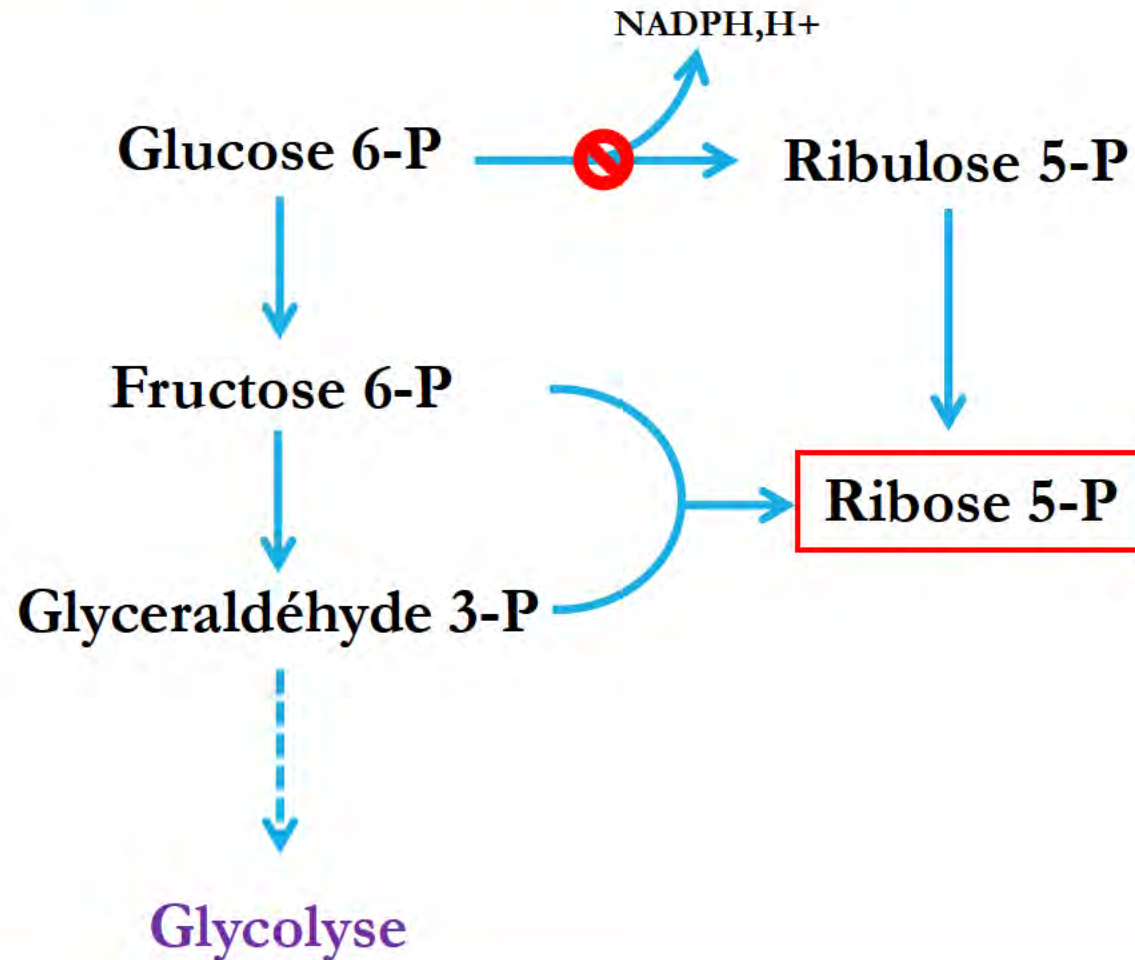 NADPH,H+
Glucose 6-P
Ribulose 5-P
Fructose 6-P
Ribose 5-P
Glyceraldéhyde 3-P
Glycolyse